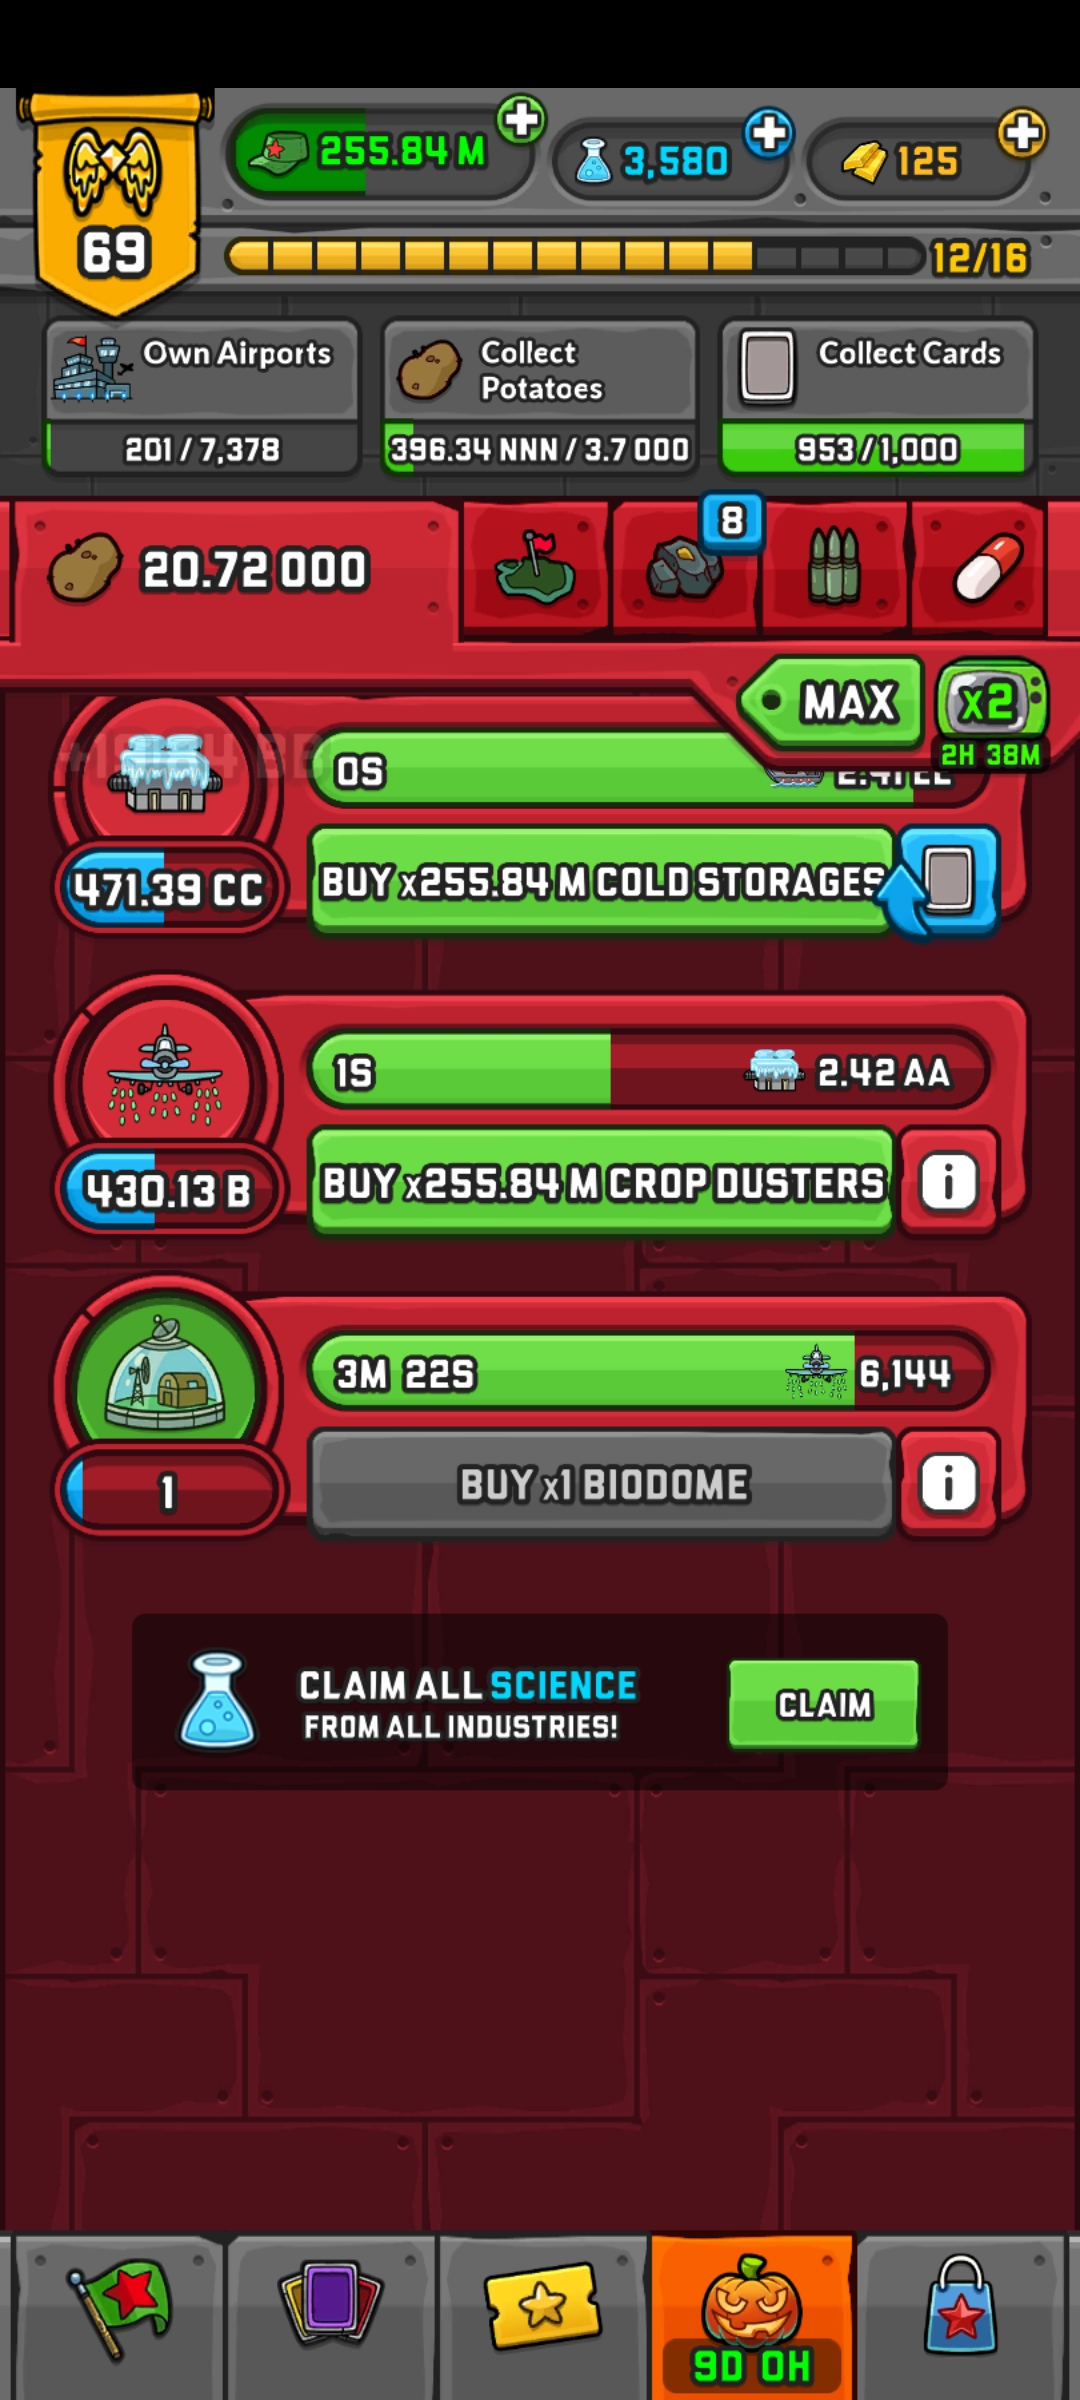 69
255.84 M
3,580
125
12/16
Own Airports
201 / 7,378
Collect
Potatoes
396.34 NNN / 3.7 OOO
Collect Cards
953 / 1,000
20.72 OOO
8
MAX
x2
2H 38M
0S
471.39 CC
BUY x255.84 M COLD STORAGES
1S
2.42 AA
430.13 B
BUY x255.84 M CROP DUSTERS
i
3M 22S
6,144
1
BUY x1 BIODOME
i
CLAIM ALL SCIENCE
FROM ALL INDUSTRIES!
CLAIM
9D 0H